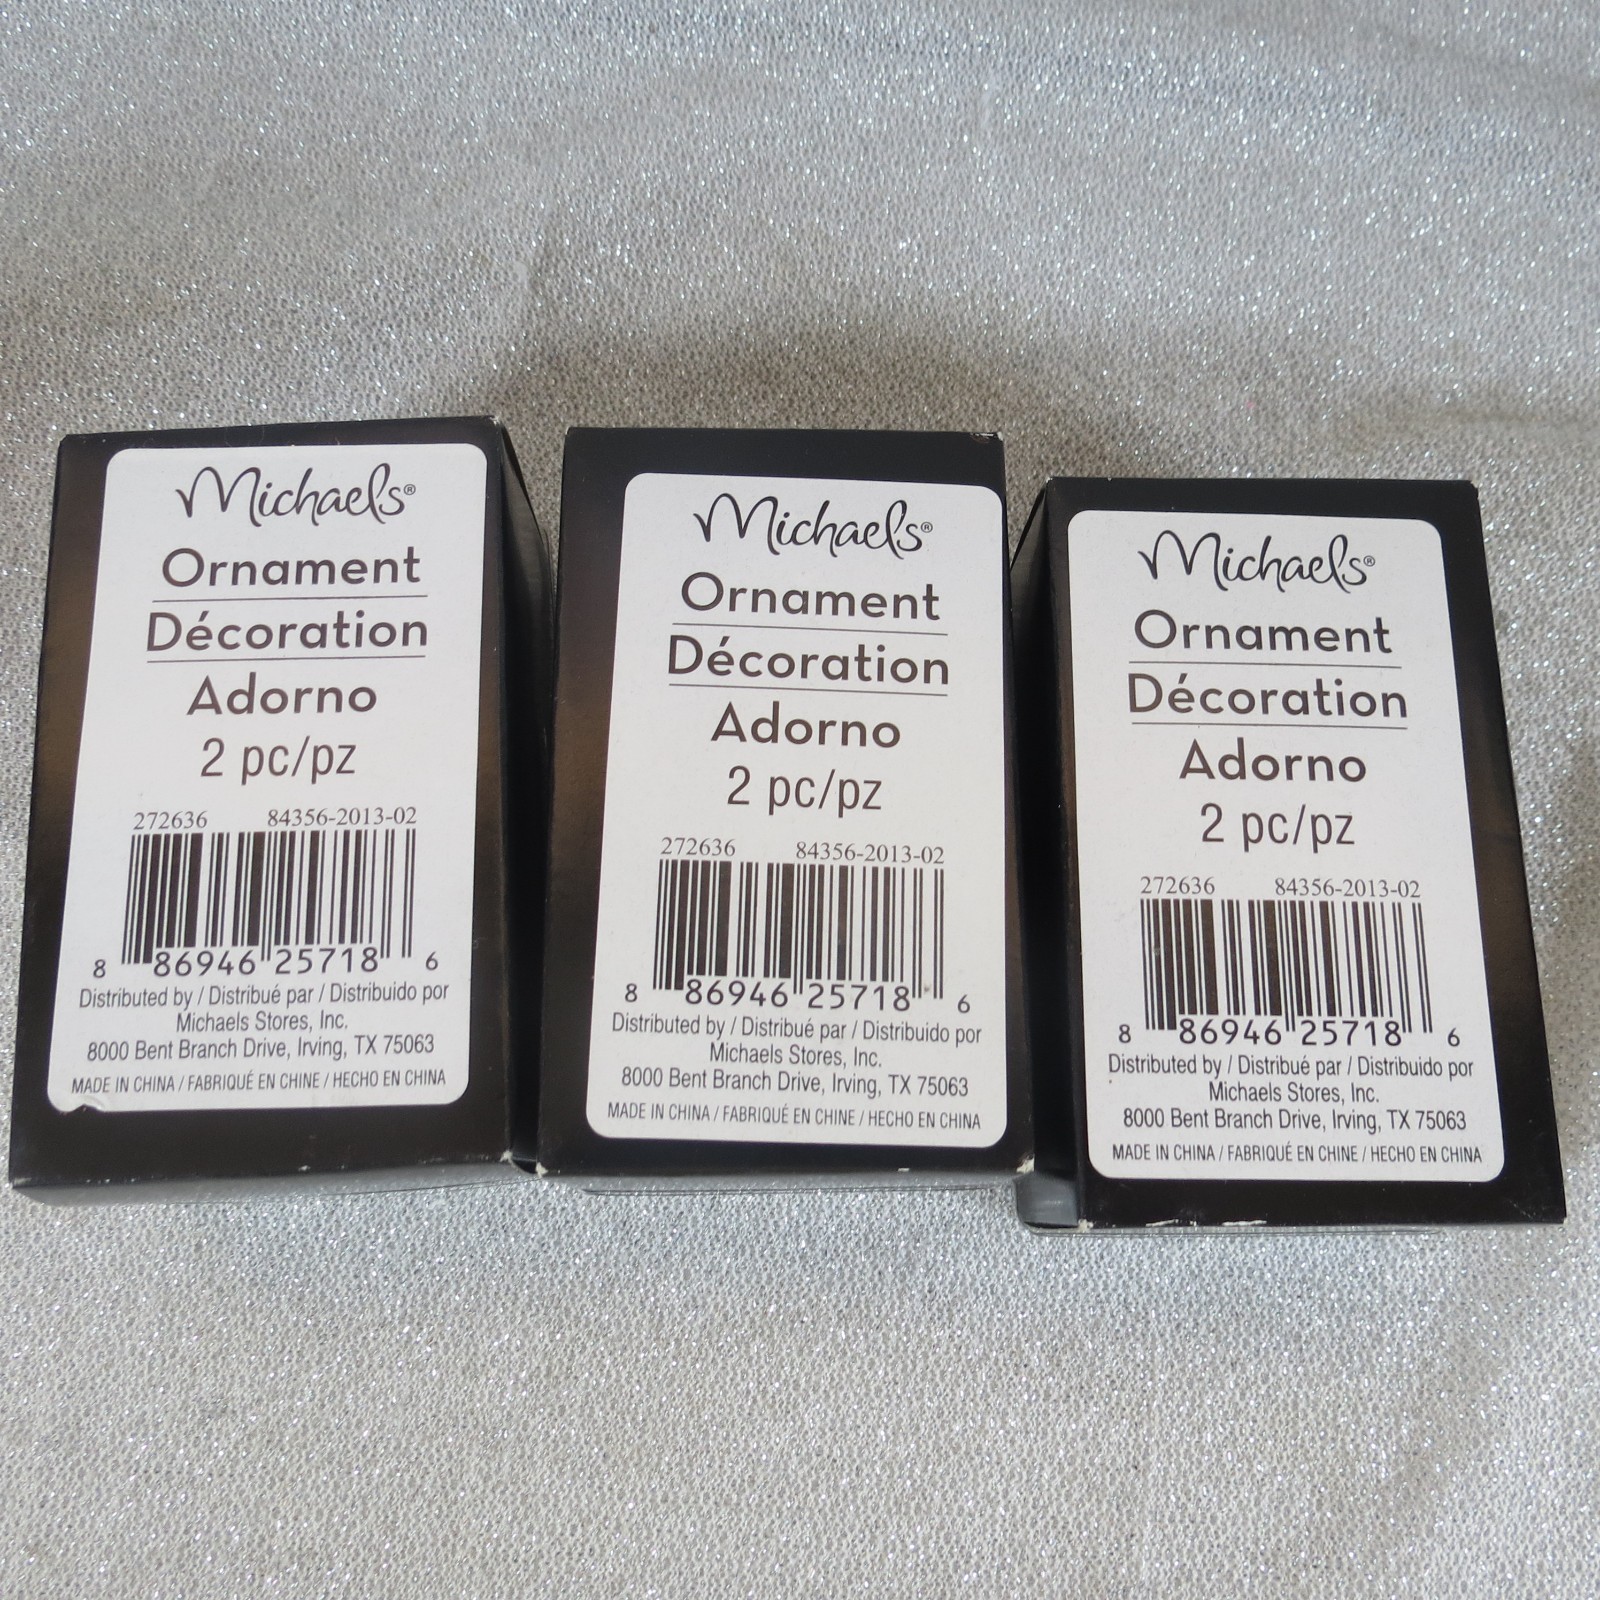 Michaels®
Ornament
Décoration
Adorno
2 pc/pz
272636 84356-2013-02
8 86946 25718 6
Distributed by / Distribué par / Distribuido por
Michaels Stores, Inc.
8000 Bent Branch Drive, Irving, TX 75063
MADE IN CHINA / FABRIQUÉ EN CHINE / HECHO EN CHINA
Michaels®
Ornament
Décoration
Adorno
2 pc/pz
272636 84356-2013-02
8 86946 25718 6
Distributed by / Distribué par / Distribuido por
Michaels Stores, Inc.
8000 Bent Branch Drive, Irving, TX 75063
MADE IN CHINA / FABRIQUÉ EN CHINE / HECHO EN CHINA
Michaels®
Ornament
Décoration
Adorno
2 pc/pz
272636 84356-2013-02
8 86946 25718 6
Distributed by / Distribué par / Distribuido por
Michaels Stores, Inc.
8000 Bent Branch Drive, Irving, TX 75063
MADE IN CHINA / FABRIQUÉ EN CHINE / HECHO EN CHINA